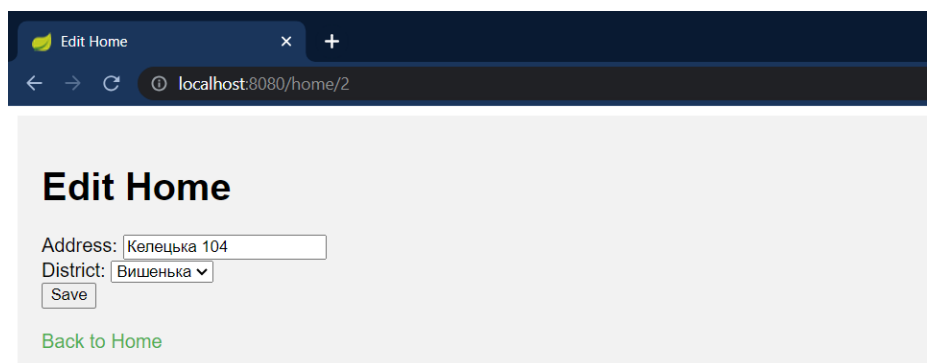 Edit Home
localhost:8080/home/2
Edit Home
Address: Келецька 104
District: Вишенька
Save
Back to Home